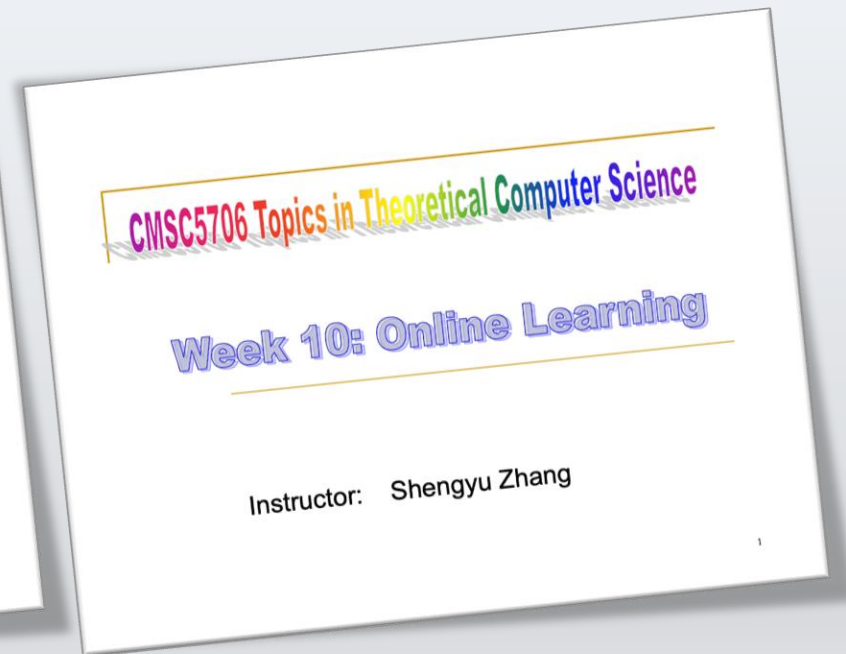 CMSC5706 Topics in Theoretical Computer Science
Week 10: Online Learning
Instructor: Shengyu Zhang
1